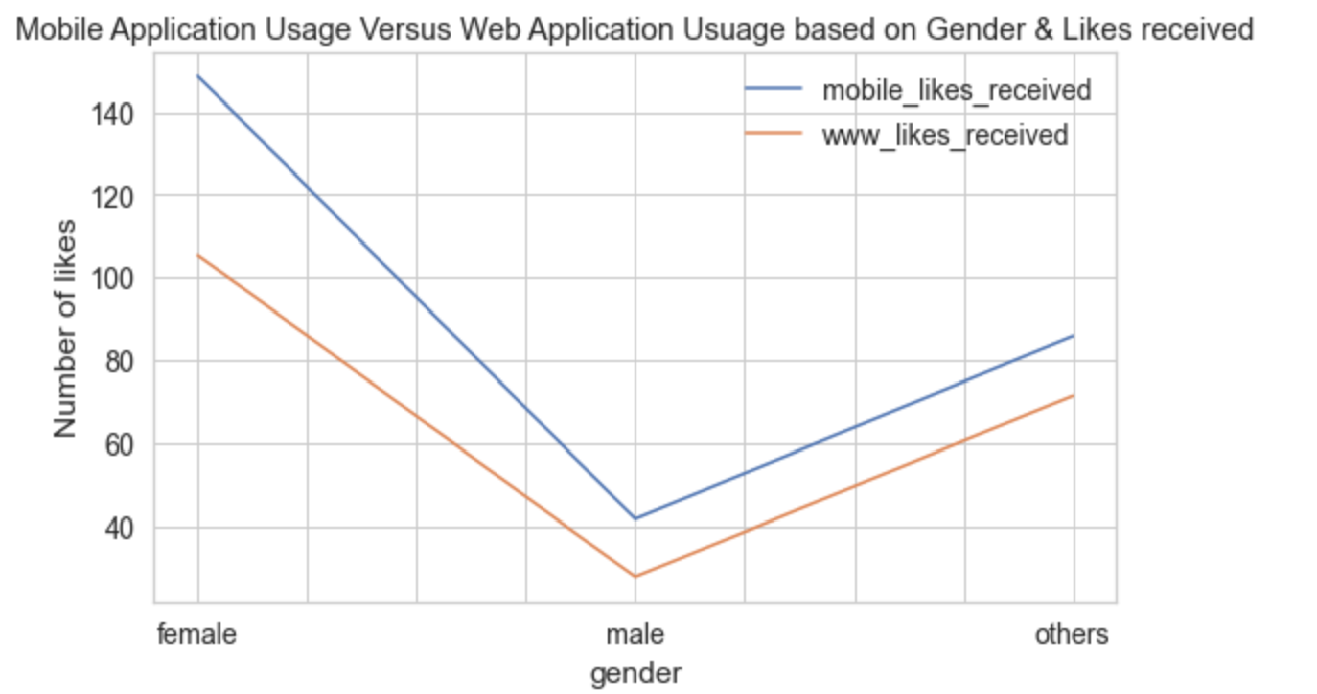 Mobile Application Usage Versus Web Application Usuage based on Gender & Likes received
mobile_likes_received
www_likes_received
140
120
100
80
60
40
Number of likes
female male others
gender